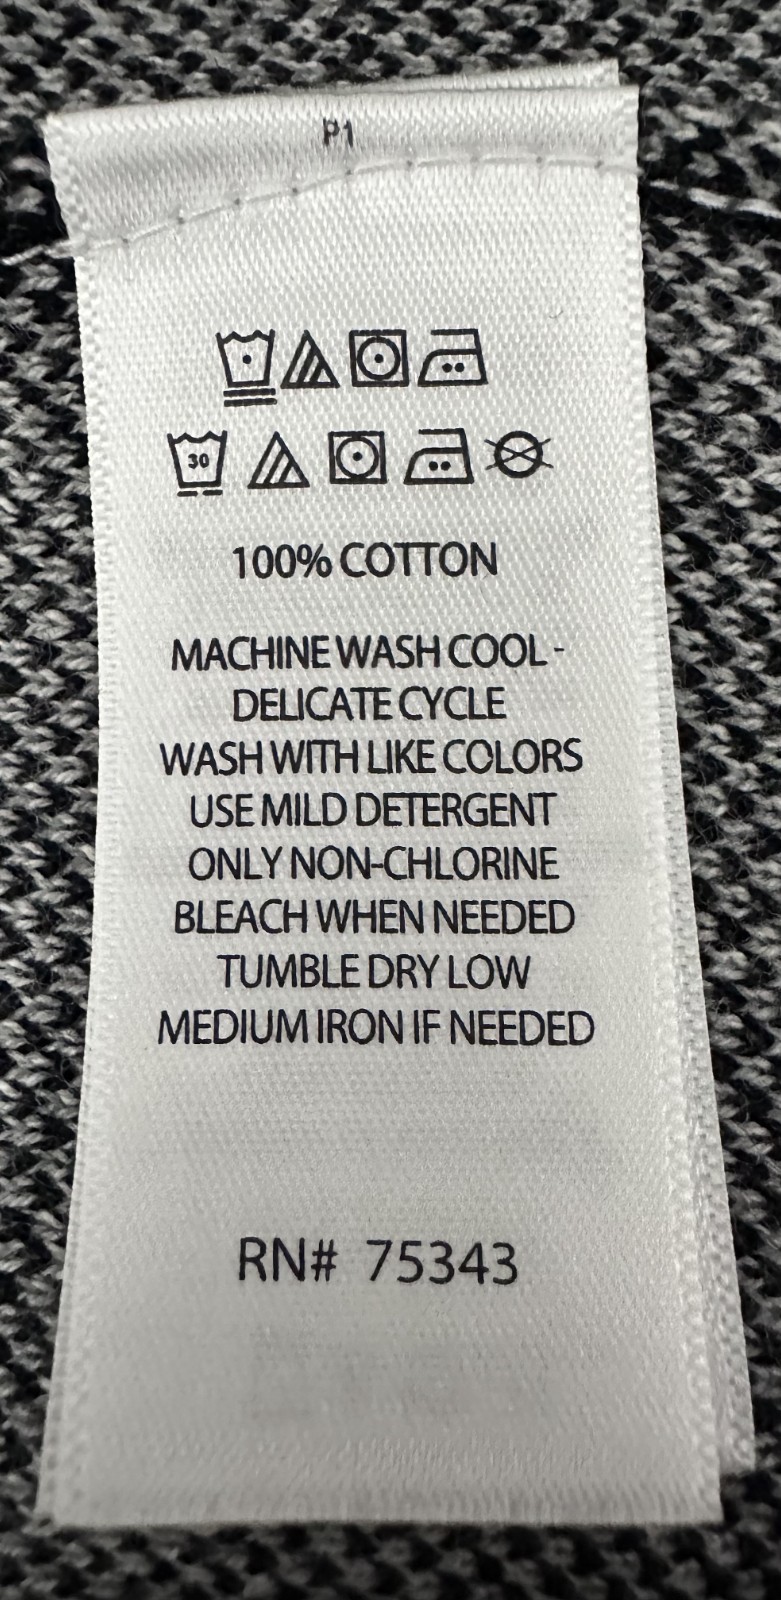 P1
30
100% COTTON
MACHINE WASH COOL -
DELICATE CYCLE
WASH WITH LIKE COLORS
USE MILD DETERGENT
ONLY NON-CHLORINE
BLEACH WHEN NEEDED
TUMBLE DRY LOW
MEDIUM IRON IF NEEDED
RN# 75343